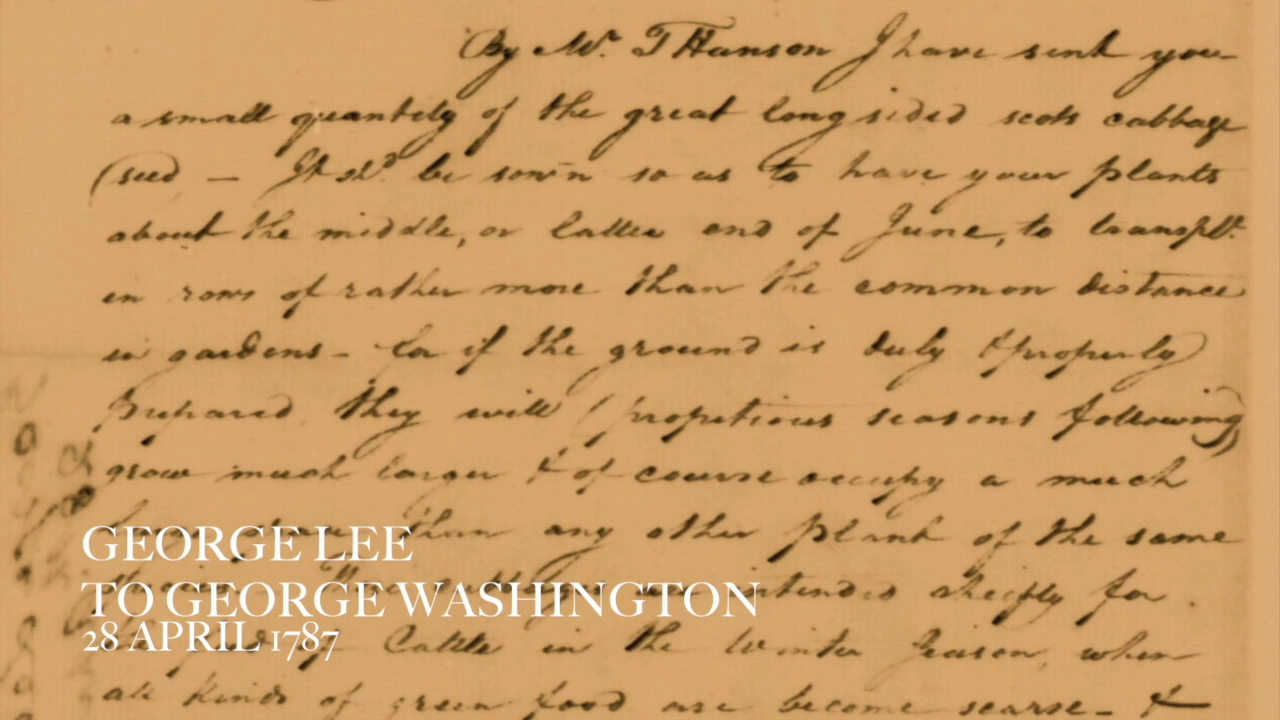 By Mr. T Hanson I have sent you
a small quantity of the great long sided scots cabbage
seed – It shd. be sown so as to have your plants
about the middle, or latter end of June, to transplt.
in rows of rather more than the common distance
in gardens – for if the ground is duly & properly
prepared, they will (propitious seasons following)
grow much larger & of course occupy a much
than any other plant of the same
intended cheifly for
Cattle in the Winter Season, when
all kinds of green food are become scarse – &
GEORGE LEE
TO GEORGE WASHINGTON
28 APRIL 1787